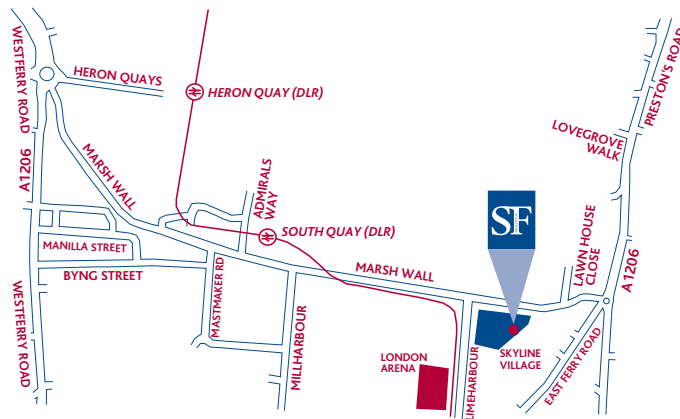 WESTFERRY ROAD
HERON QUAYS
HERON QUAY (DLR)
PRESTON'S ROAD
LOVEGROVE
WALK
A1206
MARSH WALL
ADMIRALS
WAY
SF
SOUTH QUAY (DLR)
MANILLA STREET
BYNG STREET
MASTMAKER RD
MARSH WALL
LAWN HOUSE
CLOSE
A1206
WESTFERRY ROAD
MILLHARBOUR
LONDON
ARENA
LIMEHARBOUR
SKYLINE
VILLAGE
EAST FERRY ROAD